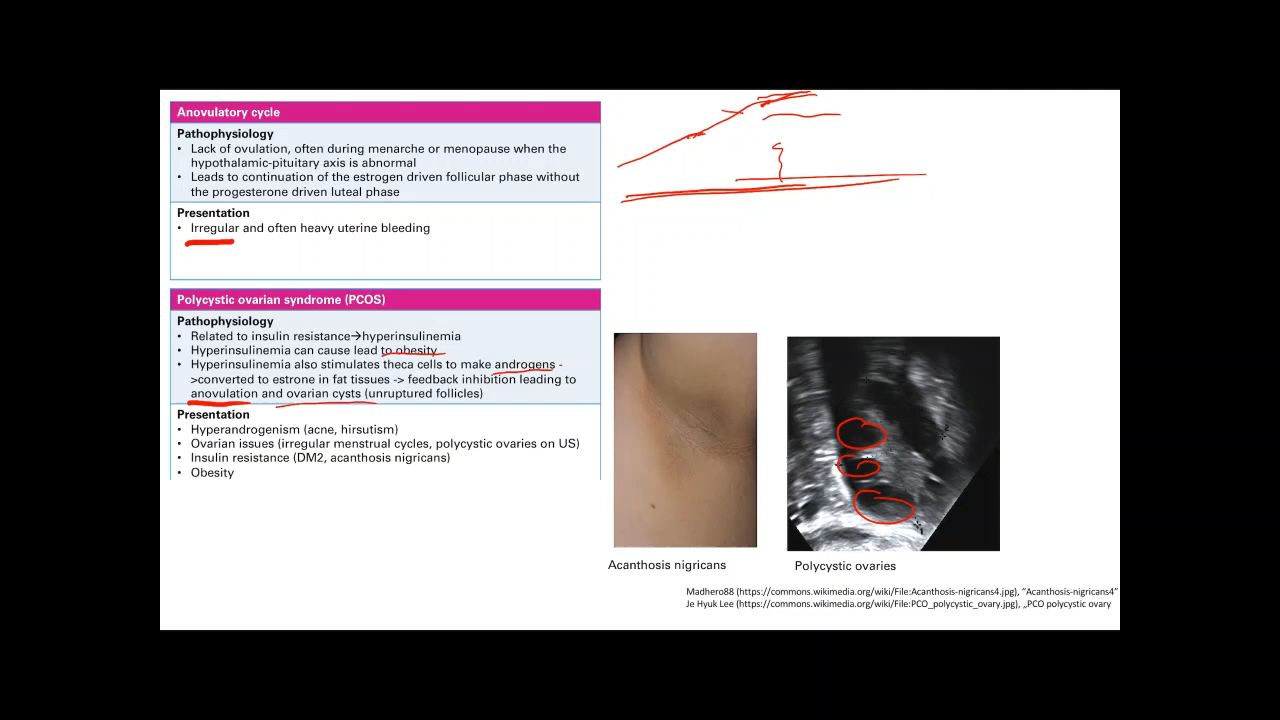 Anovulatory cycle
Pathophysiology
• Lack of ovulation, often during menarche or menopause when the
hypothalamic-pituitary axis is abnormal
• Leads to continuation of the estrogen driven follicular phase without
the progesterone driven luteal phase
Presentation
• Irregular and often heavy uterine bleeding
Polycystic ovarian syndrome (PCOS)
Pathophysiology
• Related to insulin resistance→hyperinsulinemia
• Hyperinsulinemia can cause lead to obesity
• Hyperinsulinemia also stimulates theca cells to make androgens -
>converted to estrone in fat tissues -> feedback inhibition leading to
anovulation and ovarian cysts (unruptured follicles)
Presentation
• Hyperandrogenism (acne, hirsutism)
• Ovarian issues (irregular menstrual cycles, polycystic ovaries on US)
• Insulin resistance (DM2, acanthosis nigricans)
• Obesity
Acanthosis nigricans
Polycystic ovaries
Madhero88 (https://commons.wikimedia.org/wiki/File:Acanthosis-nigricans4.jpg), "Acanthosis-nigricans4"
Je Hyuk Lee (https://commons.wikimedia.org/wiki/File:PCO_polycystic_ovary.jpg), „PCO polycystic ovary